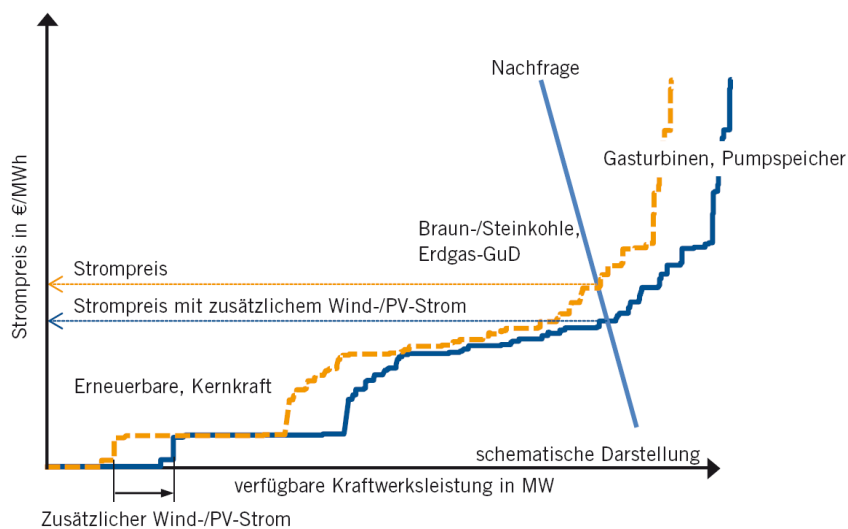 Strompreis in €/MWh
Nachfrage
Gasturbinen, Pumpspeicher
Braun-/Steinkohle,
Erdgas-GuD
Strompreis
Strompreis mit zusätzlichem Wind-/PV-Strom
Erneuerbare, Kernkraft
schematische Darstellung
verfügbare Kraftwerksleistung in MW
Zusätzlicher Wind-/PV-Strom